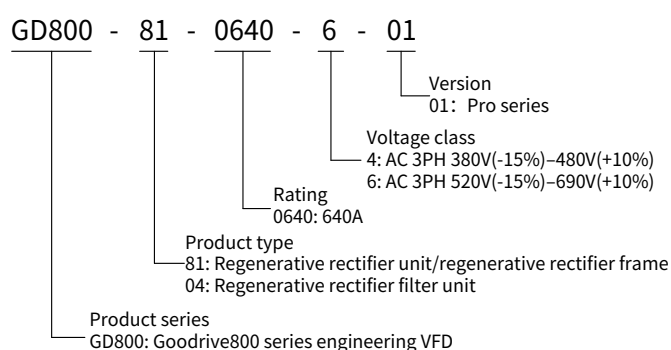 GD800 - 81 - 0640 - 6 - 01
Version
01： Pro series
Voltage class
4: AC 3PH 380V(-15%)–480V(+10%)
6: AC 3PH 520V(-15%)–690V(+10%)
Rating
0640: 640A
Product type
81: Regenerative rectifier unit/regenerative rectifier frame
04: Regenerative rectifier filter unit
Product series
GD800: Goodrive800 series engineering VFD